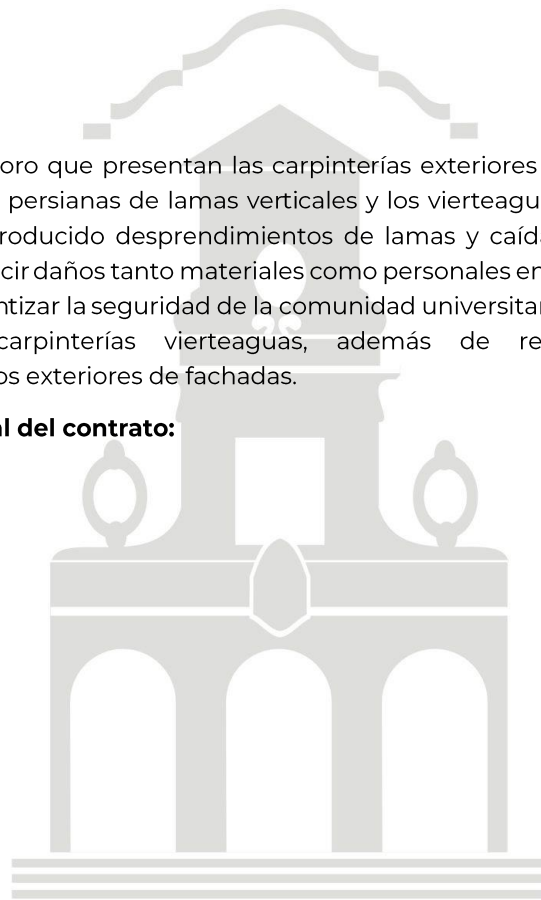 oro que presentan las carpinterías exteriores
persianas de lamas verticales y los vierteagu
roducido desprendimientos de lamas y caída
cir daños tanto materiales como personales en
ntizar la seguridad de la comunidad universitar
carpinterías vierteaguas, además de re
os exteriores de fachadas.
al del contrato: